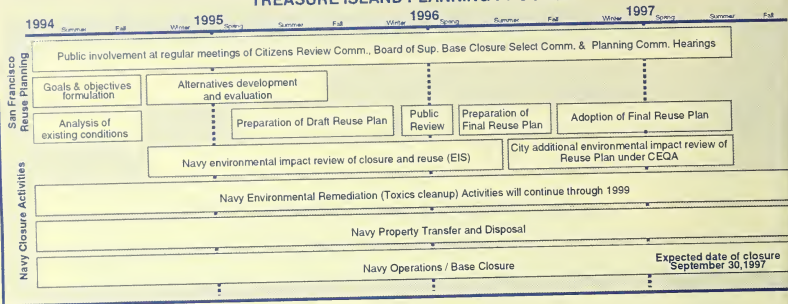 TREASURE ISLAND PLANNING
1994 Summer Fall Winter 1995 Spring Summer Fall Winter 1996 Spring Summer Fall Winter 1997 Spring Summer Fall
San Francisco
Reuse Planning
Public involvement at regular meetings of Citizens Review Comm., Board of Sup. Base Closure Select Comm. & Planning Comm. Hearings
Goals & objectives
formulation
Alternatives development
and evaluation
Analysis of
existing conditions
Preparation of Draft Reuse Plan
Public
Review
Preparation of
Final Reuse Plan
Adoption of Final Reuse Plan
Navy Closure Activities
Navy environmental impact review of closure and reuse (EIS)
City additional environmental impact review of
Reuse Plan under CEQA
Navy Environmental Remediation (Toxics cleanup) Activities will continue through 1999
Navy Property Transfer and Disposal
Navy Operations / Base Closure
Expected date of closure
September 30,1997